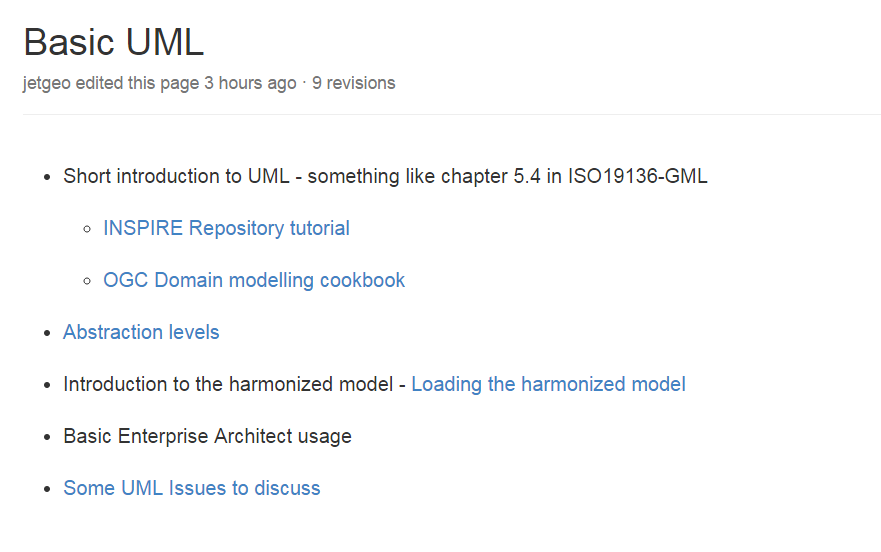 Basic UML
jetgeo edited this page 3 hours ago · 9 revisions
Short introduction to UML - something like chapter 5.4 in ISO19136-GML
INSPIRE Repository tutorial
OGC Domain modelling cookbook
Abstraction levels
Introduction to the harmonized model - Loading the harmonized model
Basic Enterprise Architect usage
Some UML Issues to discuss